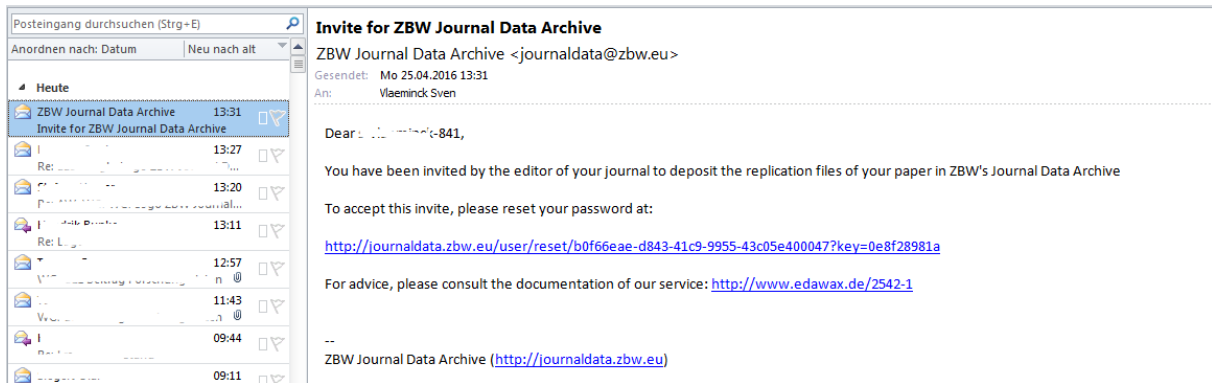 Posteingang durchsuchen (Strg+E)
Anordnen nach: Datum
Neu nach alt
Heute
ZBW Journal Data Archive 13:31
Invite for ZBW Journal Data Archive
13:27
Re:
13:20
13:11
Re:
12:57
11:43
09:44
09:11
Invite for ZBW Journal Data Archive
ZBW Journal Data Archive <journaldata@zbw.eu>
Gesendet: Mo 25.04.2016 13:31
An: Vlaeminck Sven
Dear -841,
You have been invited by the editor of your journal to deposit the replication files of your paper in ZBW's Journal Data Archive
To accept this invite, please reset your password at:
http://journaldata.zbw.eu/user/reset/b0f66eae-d843-41c9-9955-43c05e400047?key=0e8f28981a
For advice, please consult the documentation of our service: http://www.edawax.de/2542-1
--
ZBW Journal Data Archive (http://journaldata.zbw.eu)